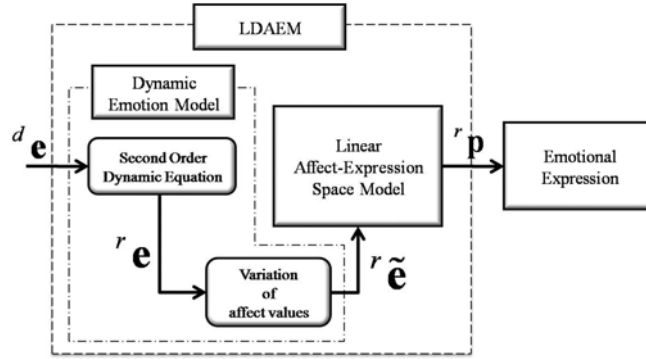 LDAEM
Dynamic
Emotion Model
d e
Second Order
Dynamic Equation
r e
Variation
of
affect values
r ẽ
Linear
Affect-Expression
Space Model
r p
Emotional
Expression